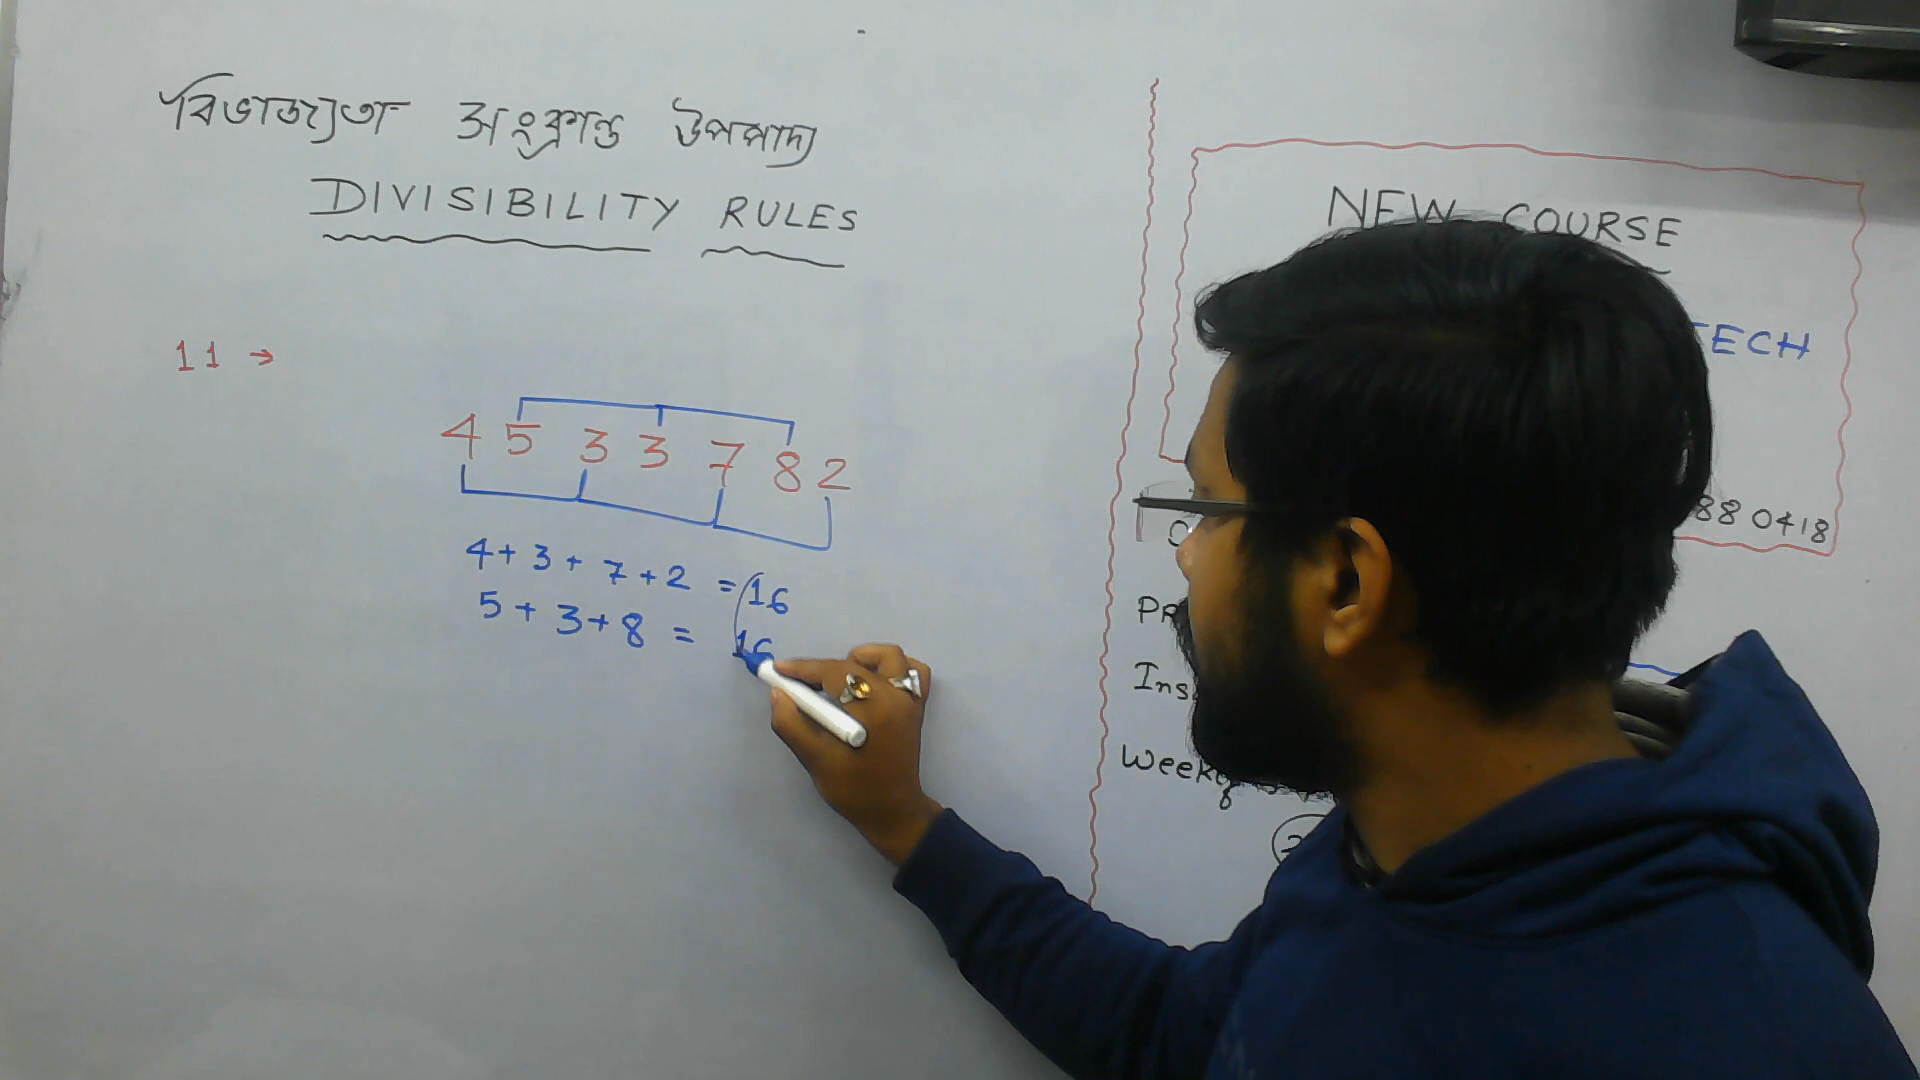 বিভাজ্যতা সংক্রান্ত উপপাদ্য
DIVISIBILITY RULES
11 →
4 5 3 3 7 8 2
4 + 3 + 7 + 2 = 16
5 + 3 + 8 = 16
NEW COURSE
TECH
88 0418